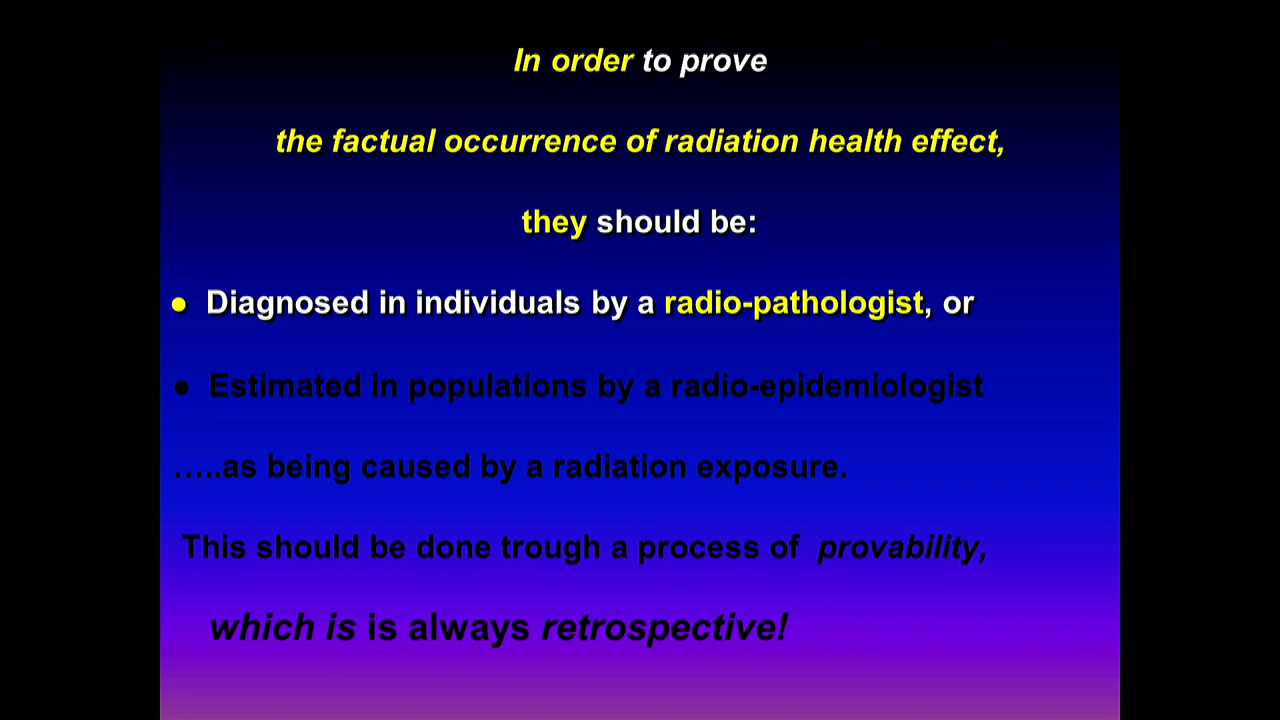 In order to prove
the factual occurrence of radiation health effect,
they should be:
● Diagnosed in individuals by a radio-pathologist, or
● Estimated in populations by a radio-epidemiologist
…..as being caused by a radiation exposure.
This should be done trough a process of provability,
which is is always retrospective!